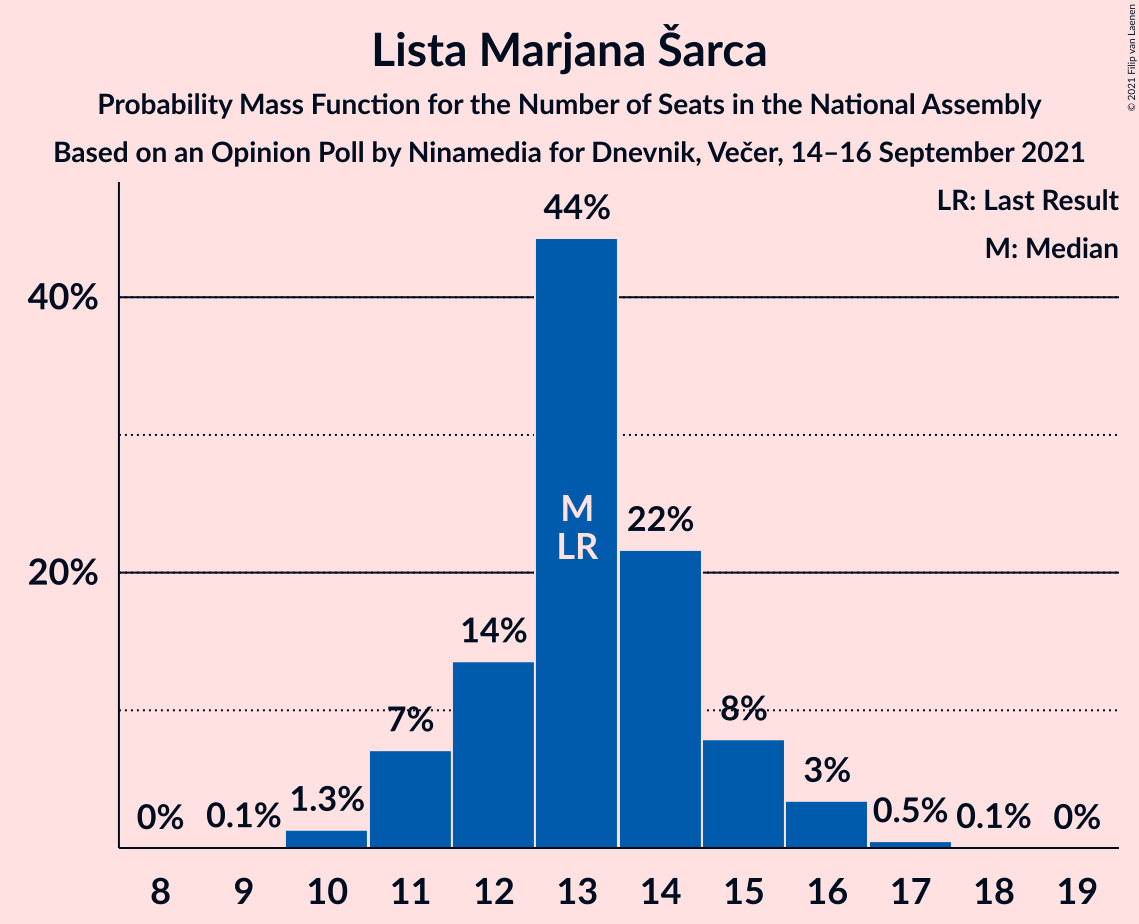 Lista Marjana Šarca
Probability Mass Function for the Number of Seats in the National Assembly
Based on an Opinion Poll by Ninamedia for Dnevnik, Večer, 14–16 September 2021
© 2021 Filip van Laenen
LR: Last Result
M: Median
40%
20%
0%
0.1%
1.3%
7%
14%
44%
M
LR
22%
8%
3%
0.5%
0.1%
0%
8 9 10 11 12 13 14 15 16 17 18 19